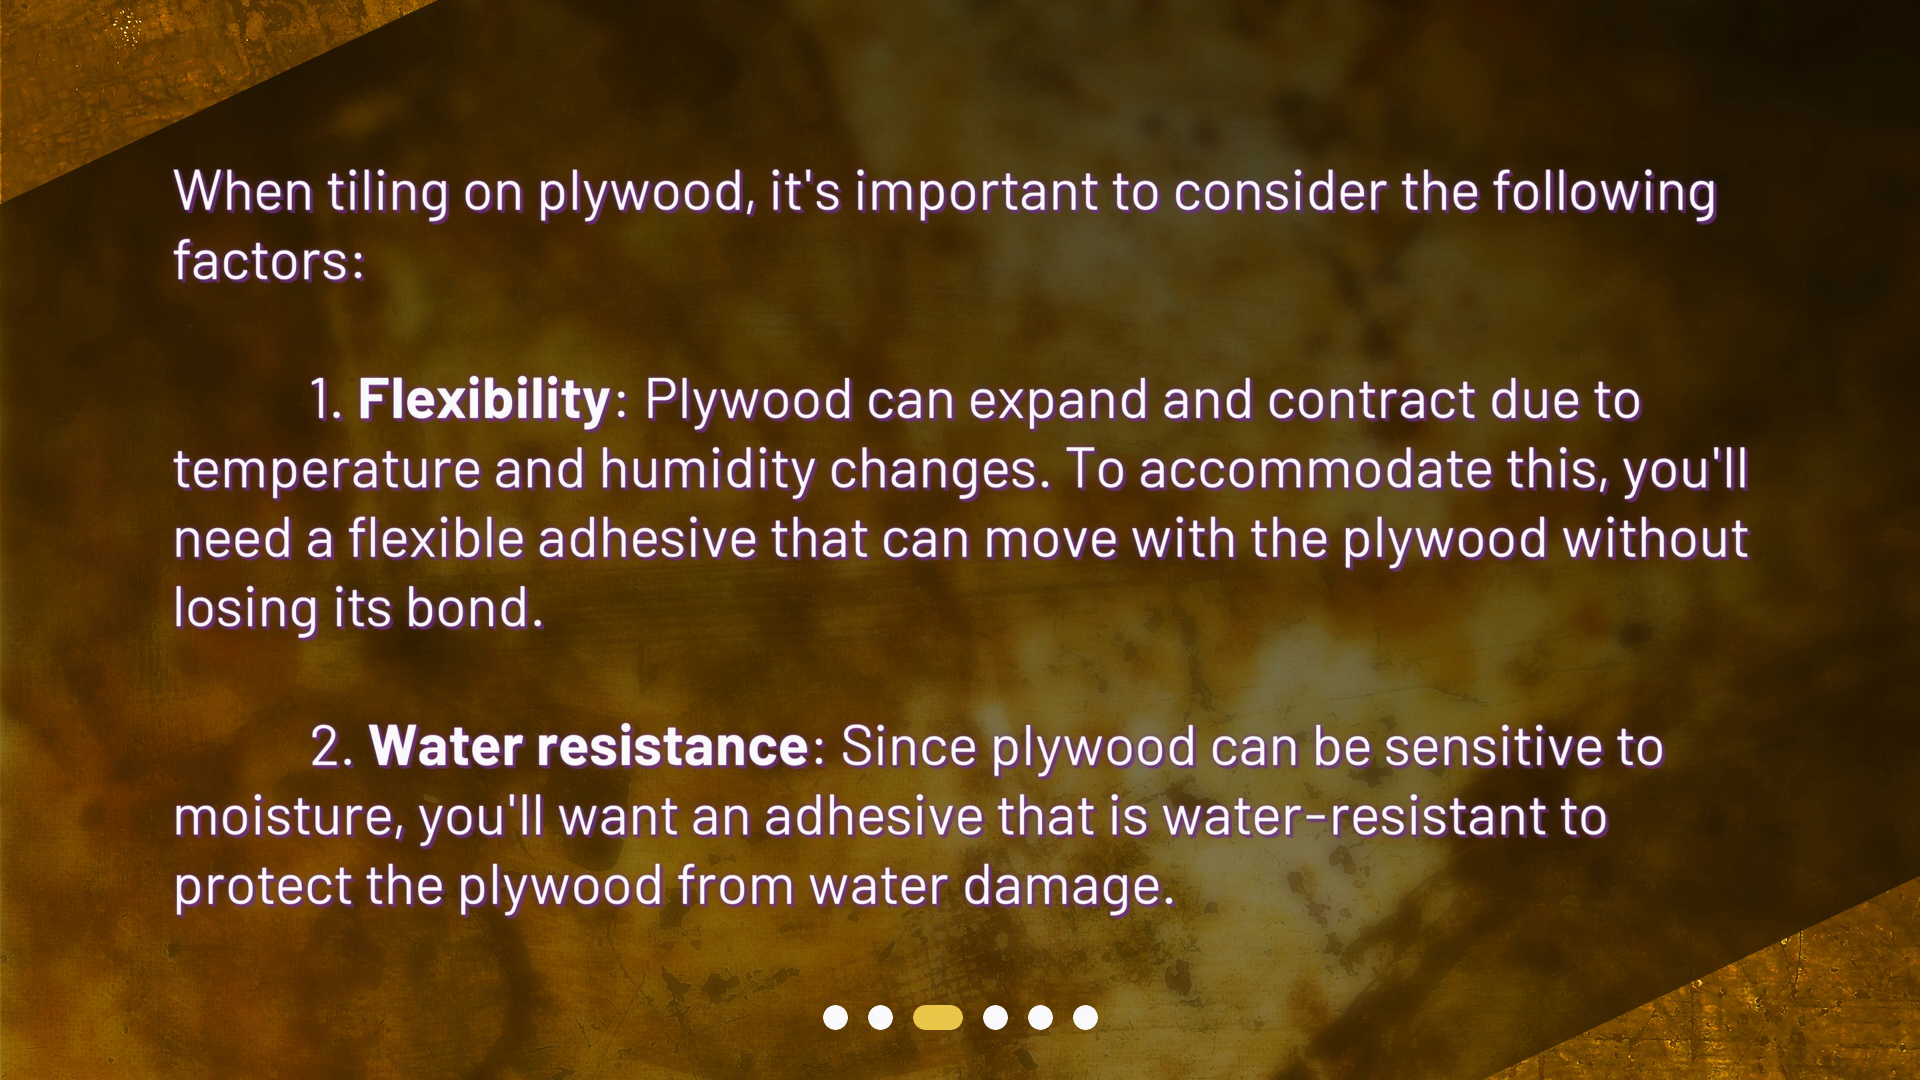 When tiling on plywood, it's important to consider the following
factors:
1. Flexibility: Plywood can expand and contract due to
temperature and humidity changes. To accommodate this, you'll
need a flexible adhesive that can move with the plywood without
losing its bond.
2. Water resistance: Since plywood can be sensitive to
moisture, you'll want an adhesive that is water-resistant to
protect the plywood from water damage.